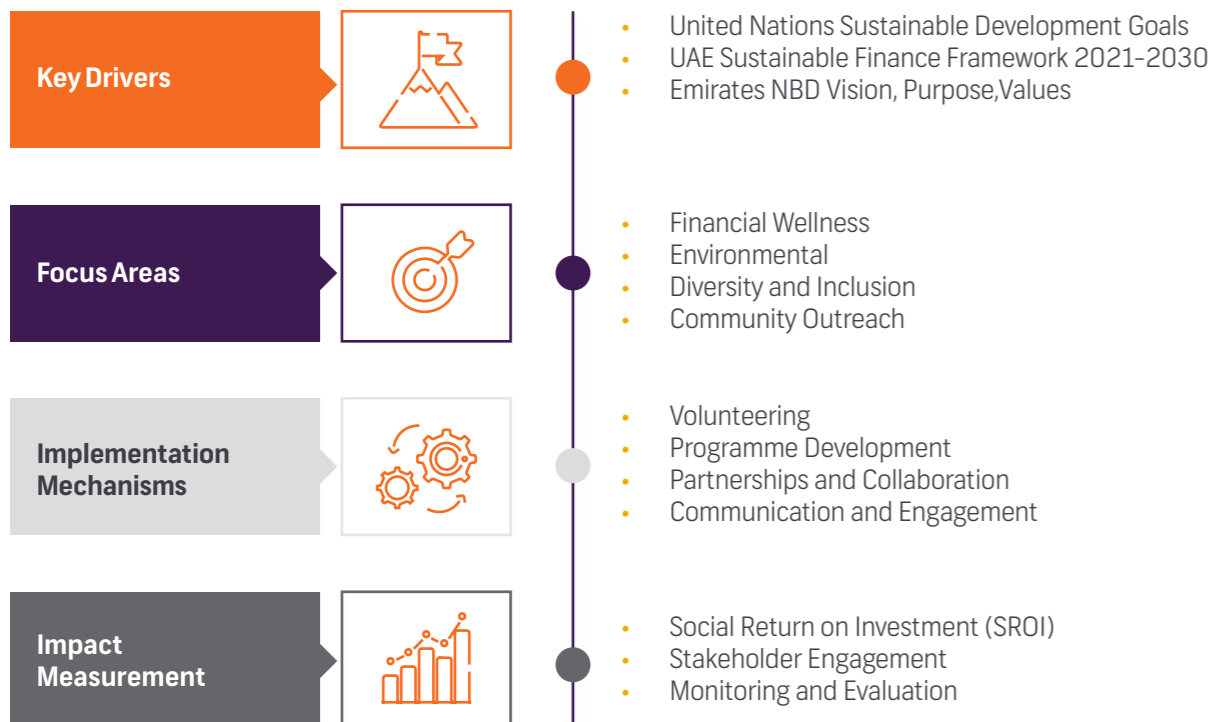 Key Drivers
United Nations Sustainable Development Goals
UAE Sustainable Finance Framework 2021-2030
Emirates NBD Vision, Purpose,Values
Focus Areas
Financial Wellness
Environmental
Diversity and Inclusion
Community Outreach
Implementation
Mechanisms
Volunteering
Programme Development
Partnerships and Collaboration
Communication and Engagement
Impact
Measurement
Social Return on Investment (SROI)
Stakeholder Engagement
Monitoring and Evaluation